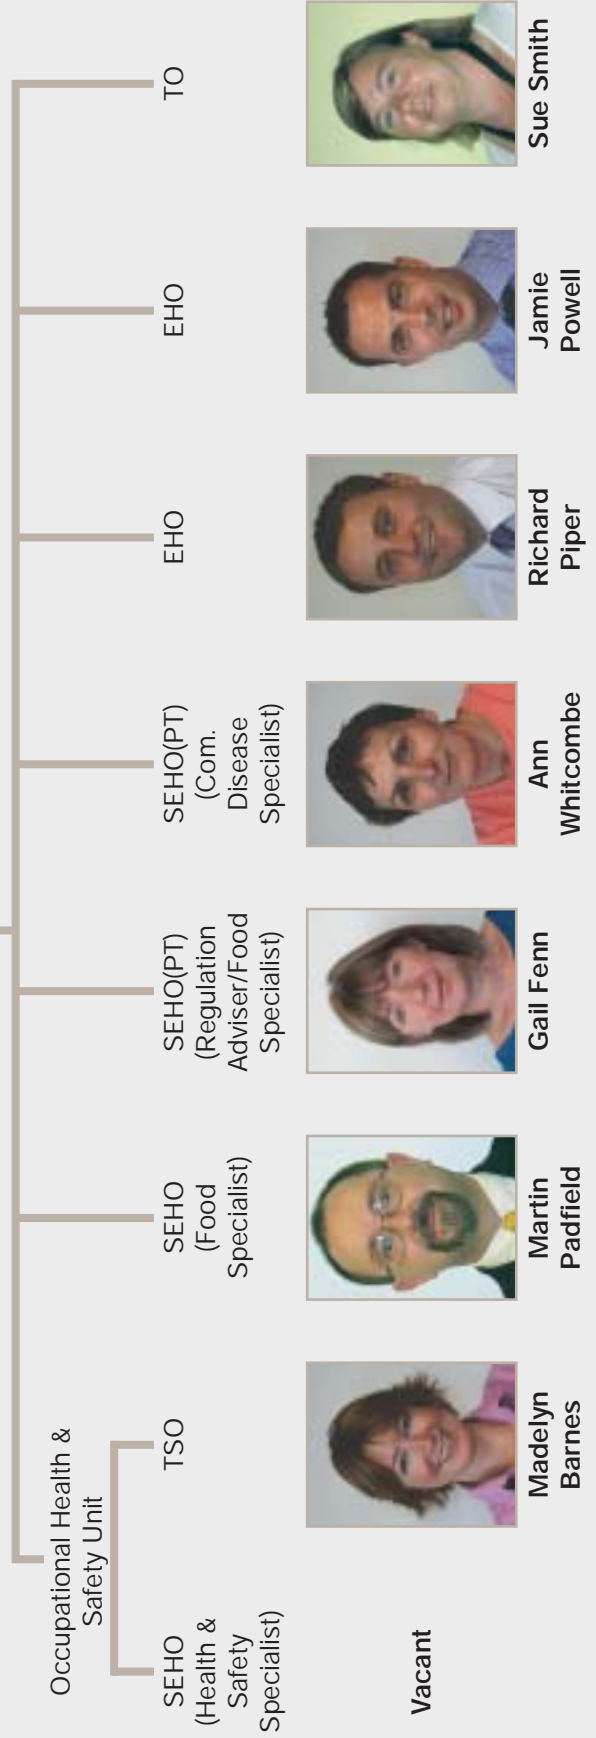 Occupational Health &
Safety Unit
SEHO
(Health &
Safety
Specialist)
Vacant
TSO
Madelyn
Barnes
SEHO
(Food
Specialist)
Martin
Padfield
SEHO(PT)
(Regulation
Adviser/Food
Specialist)
Gail Fenn
SEHO(PT)
(Com.
Disease
Specialist)
Ann
Whitcombe
EHO
Richard
Piper
EHO
Jamie
Powell
TO
Sue Smith